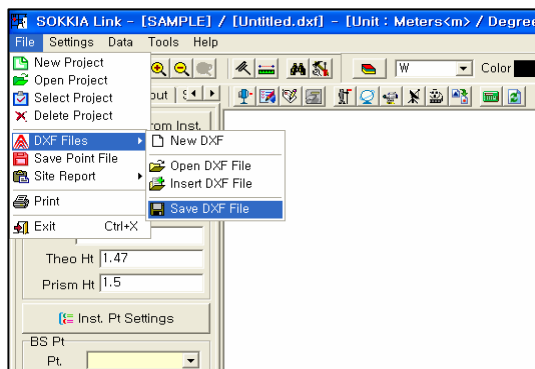 SOKKIA Link - [SAMPLE] / [Untitled.dxf] - [Unit : Meters<m> / Degree
File Settings Data Tools Help
New Project
Open Project
Select Project
Delete Project
DXF Files
Save Point File
Site Report
Print
Exit Ctrl+X
W
Color
out
rom Inst.
New DXF
Open DXF File
Insert DXF File
Save DXF File
Theo Ht 1.47
Prism Ht 1.5
Inst. Pt Settings
BS Pt
Pt.